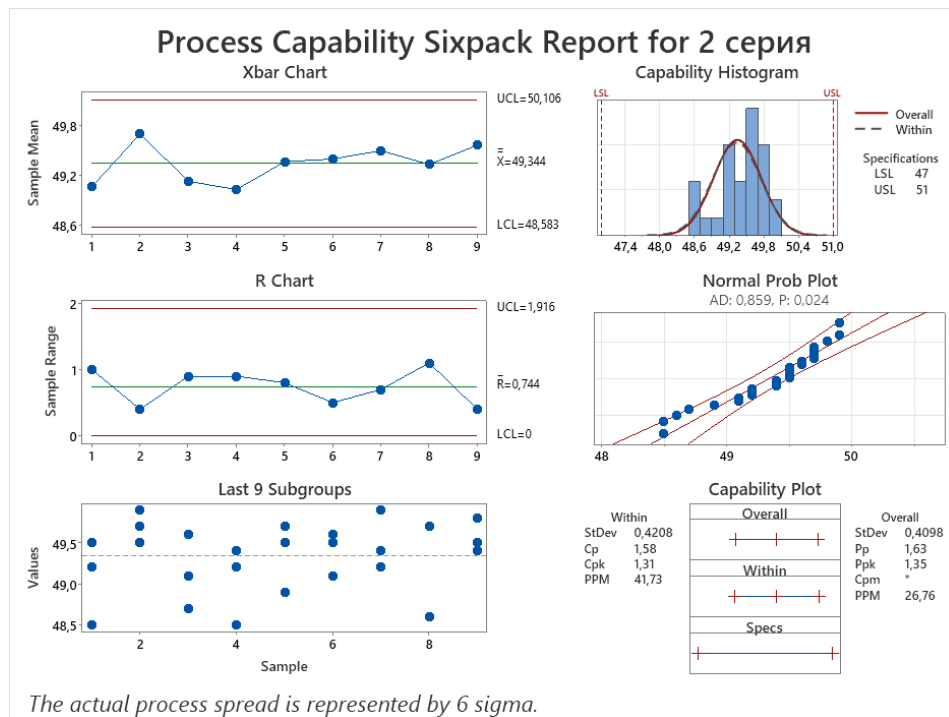 Process Capability Sixpack Report for 2 серия
Xbar Chart
Sample Mean
49,8
49,2
48,6
1 2 3 4 5 6 7 8 9
UCL=50,106
X=49,344
LCL=48,583
Capability Histogram
LSL USL
47,4 48,0 48,6 49,2 49,8 50,4 51,0
Overall
Within
Specifications
LSL 47
USL 51
R Chart
Sample Range
2
1
0
1 2 3 4 5 6 7 8 9
UCL=1,916
R=0,744
LCL=0
Normal Prob Plot
AD: 0,859, P: 0,024
48 49 50
Last 9 Subgroups
Values
49,5
49,0
48,5
2 4 6 8
Sample
Capability Plot
Within
StDev 0,4208
Cp 1,58
Cpk 1,31
PPM 41,73
Overall
Within
Specs
Overall
StDev 0,4098
Pp 1,63
Ppk 1,35
Cpm *
PPM 26,76
The actual process spread is represented by 6 sigma.